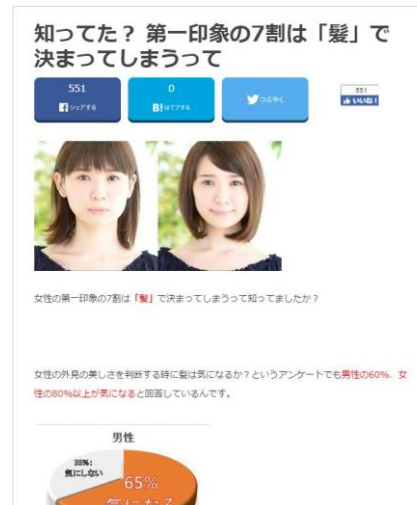 知ってた？ 第一印象の7割は「髪」で
決まってしまうって
551
シェアする
0
B! はてブする
つぶやく
551
いいね！
女性の第一印象の7割は「髪」で決まってしまうって知ってましたか？
女性の外見の美しさを判断する時に髪は気になるか？というアンケートでも男性の60%、女
性の80%以上が気になると回答しているんです。
男性
35%:
気にしない
65%
気になる